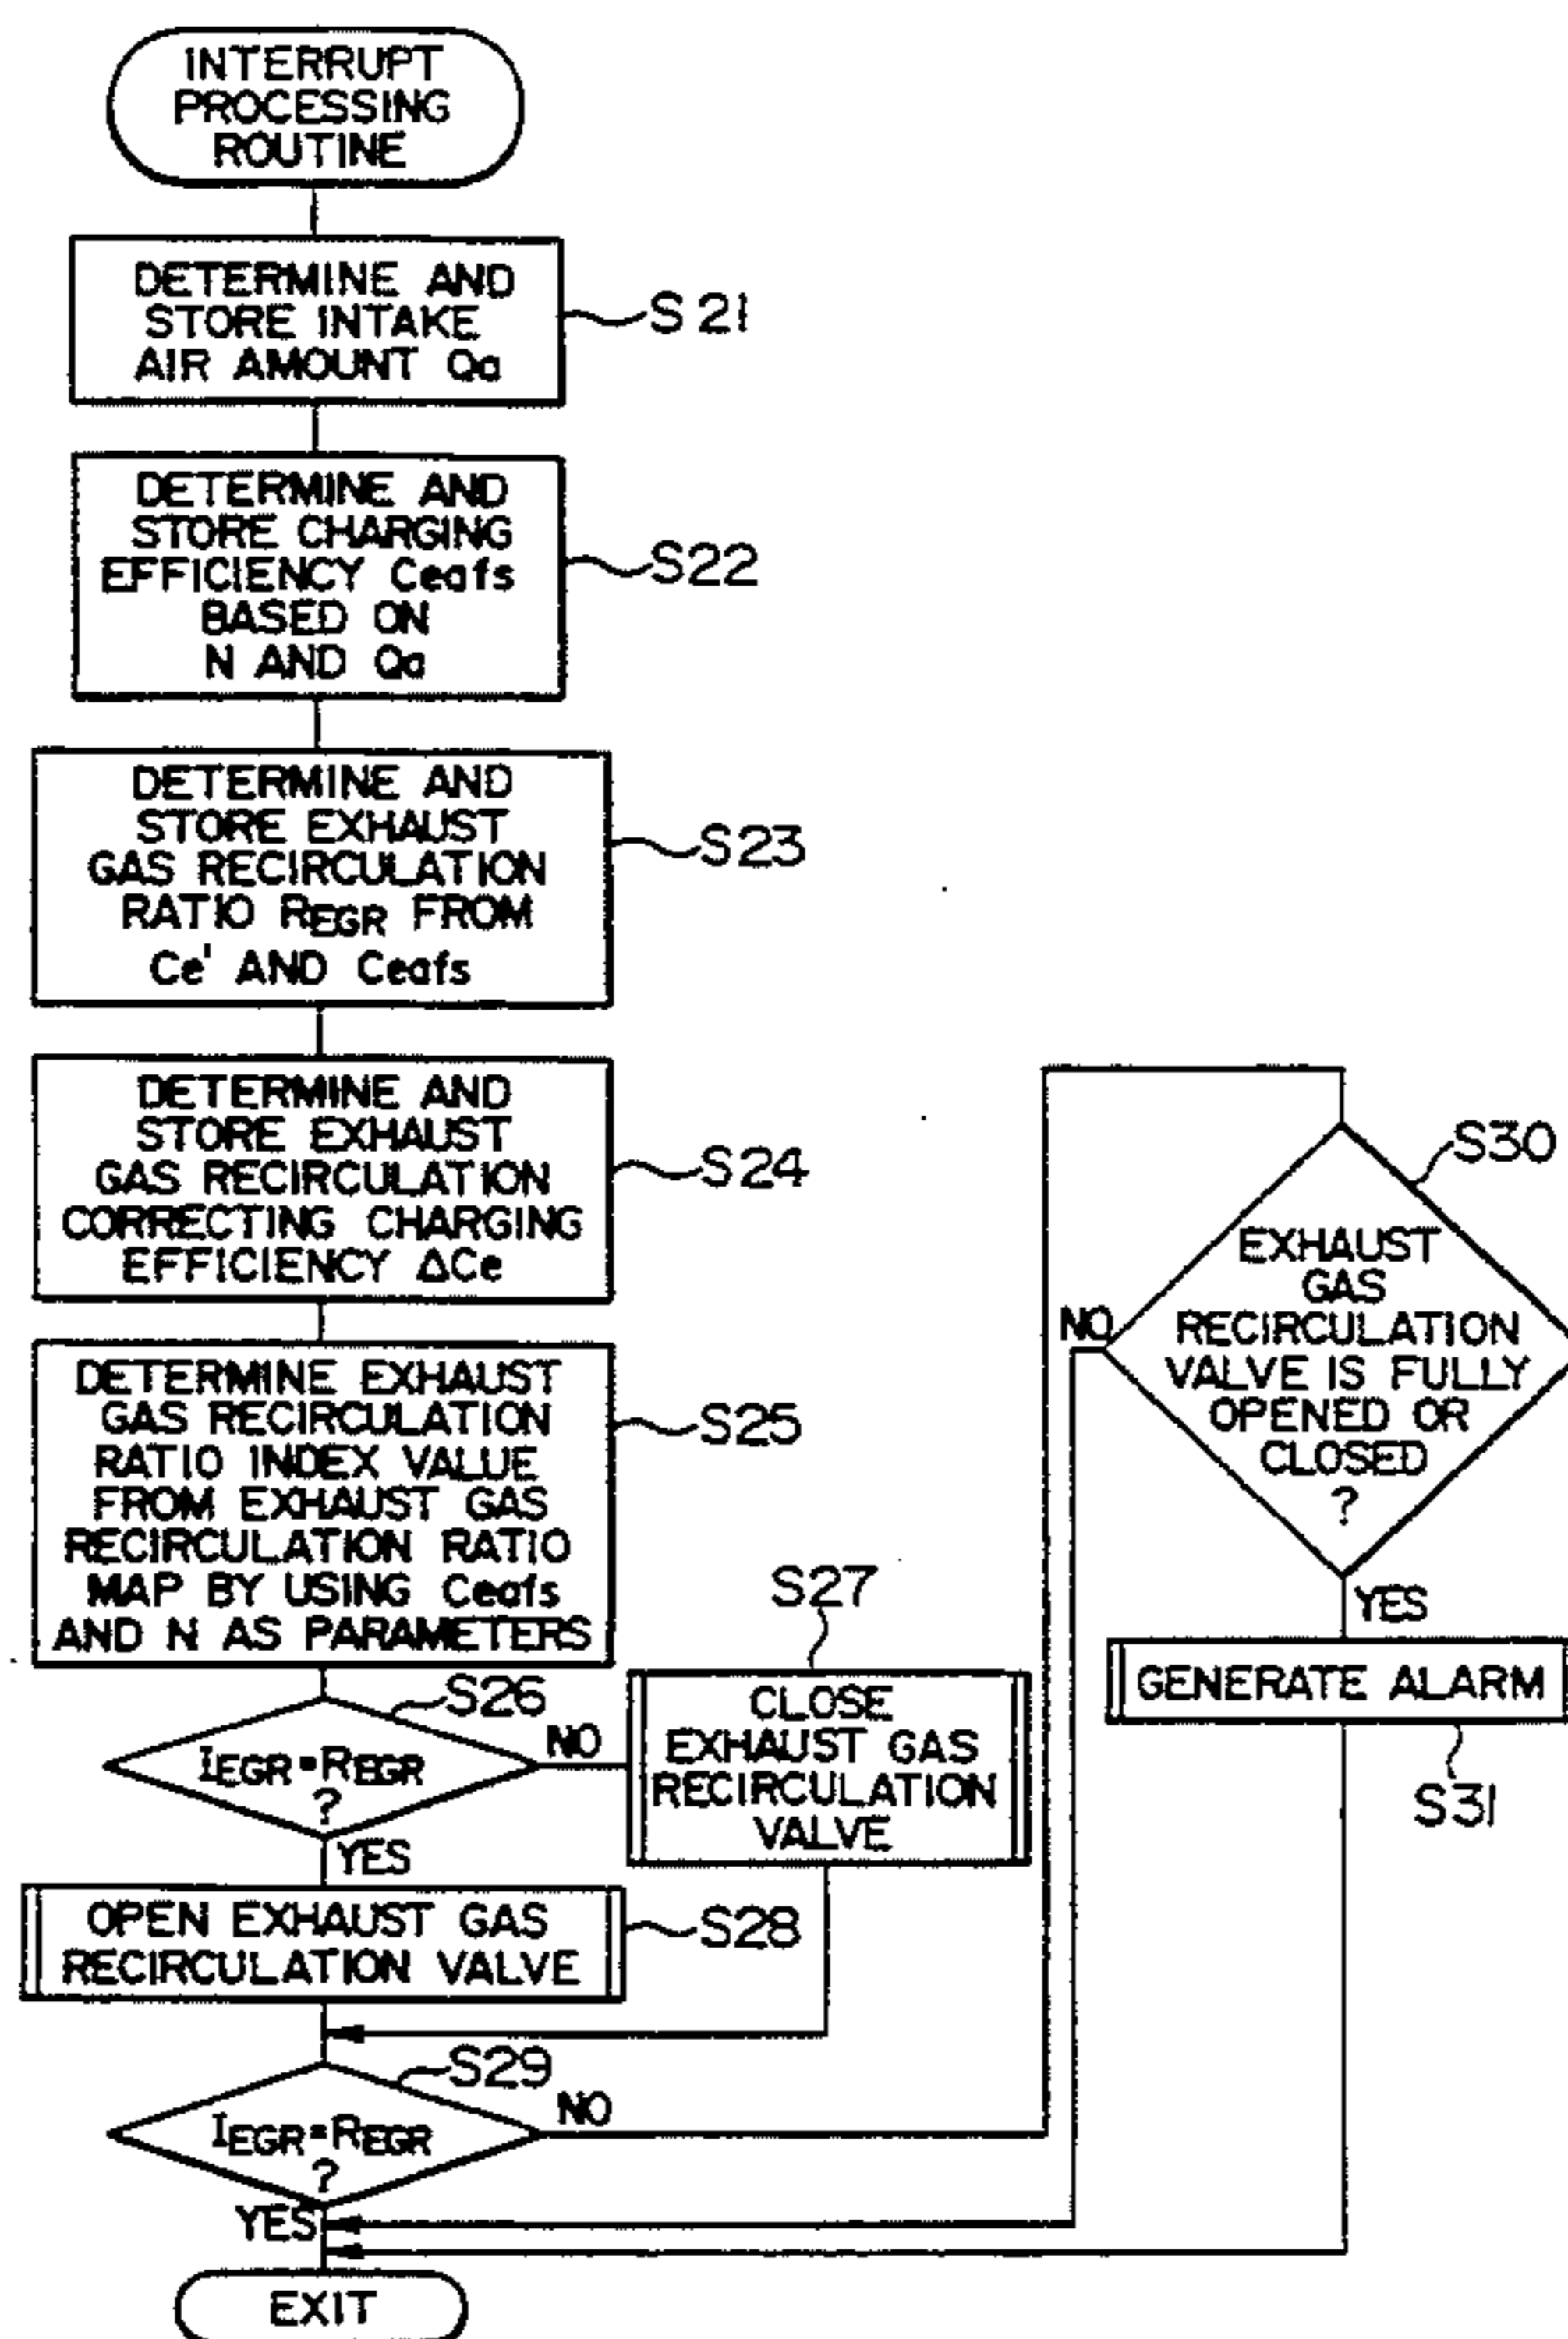 INTERRUPT
PROCESSING
ROUTINE
DETERMINE AND
STORE INTAKE
AIR AMOUNT Qa
S21
DETERMINE AND
STORE CHARGING
EFFICIENCY Ceafs
BASED ON
N AND Qa
S22
DETERMINE AND
STORE EXHAUST
GAS RECIRCULATION
RATIO REGR FROM
Ce' AND Ceafs
S23
DETERMINE AND
STORE EXHAUST
GAS RECIRCULATION
CORRECTING CHARGING
EFFICIENCY ΔCe
S24
DETERMINE EXHAUST
GAS RECIRCULATION
RATIO INDEX VALUE
FROM EXHAUST GAS
RECIRCULATION RATIO
MAP BY USING Ceafs
AND N AS PARAMETERS
S25
S26
IEGR=REGR
?
NO
YES
S27
CLOSE
EXHAUST GAS
RECIRCULATION
VALVE
OPEN EXHAUST GAS
RECIRCULATION VALVE
S28
S29
IEGR=REGR
?
NO
YES
EXIT
S30
EXHAUST
GAS
RECIRCULATION
VALVE IS FULLY
OPENED OR
CLOSED
?
NO
YES
GENERATE ALARM
S31